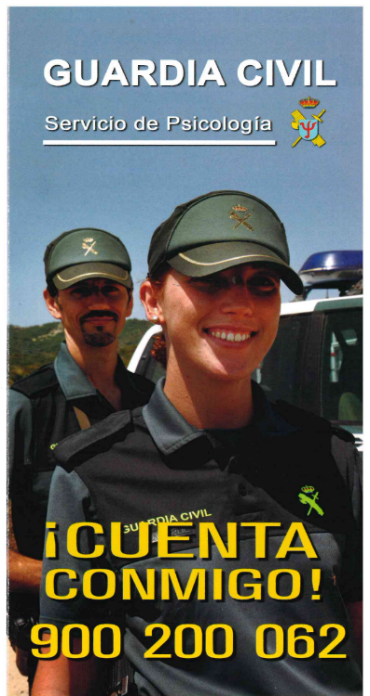 GUARDIA CIVIL
Servicio de Psicología
GUARDIA CIVIL
¡CUENTA
CONMIGO!
900 200 062